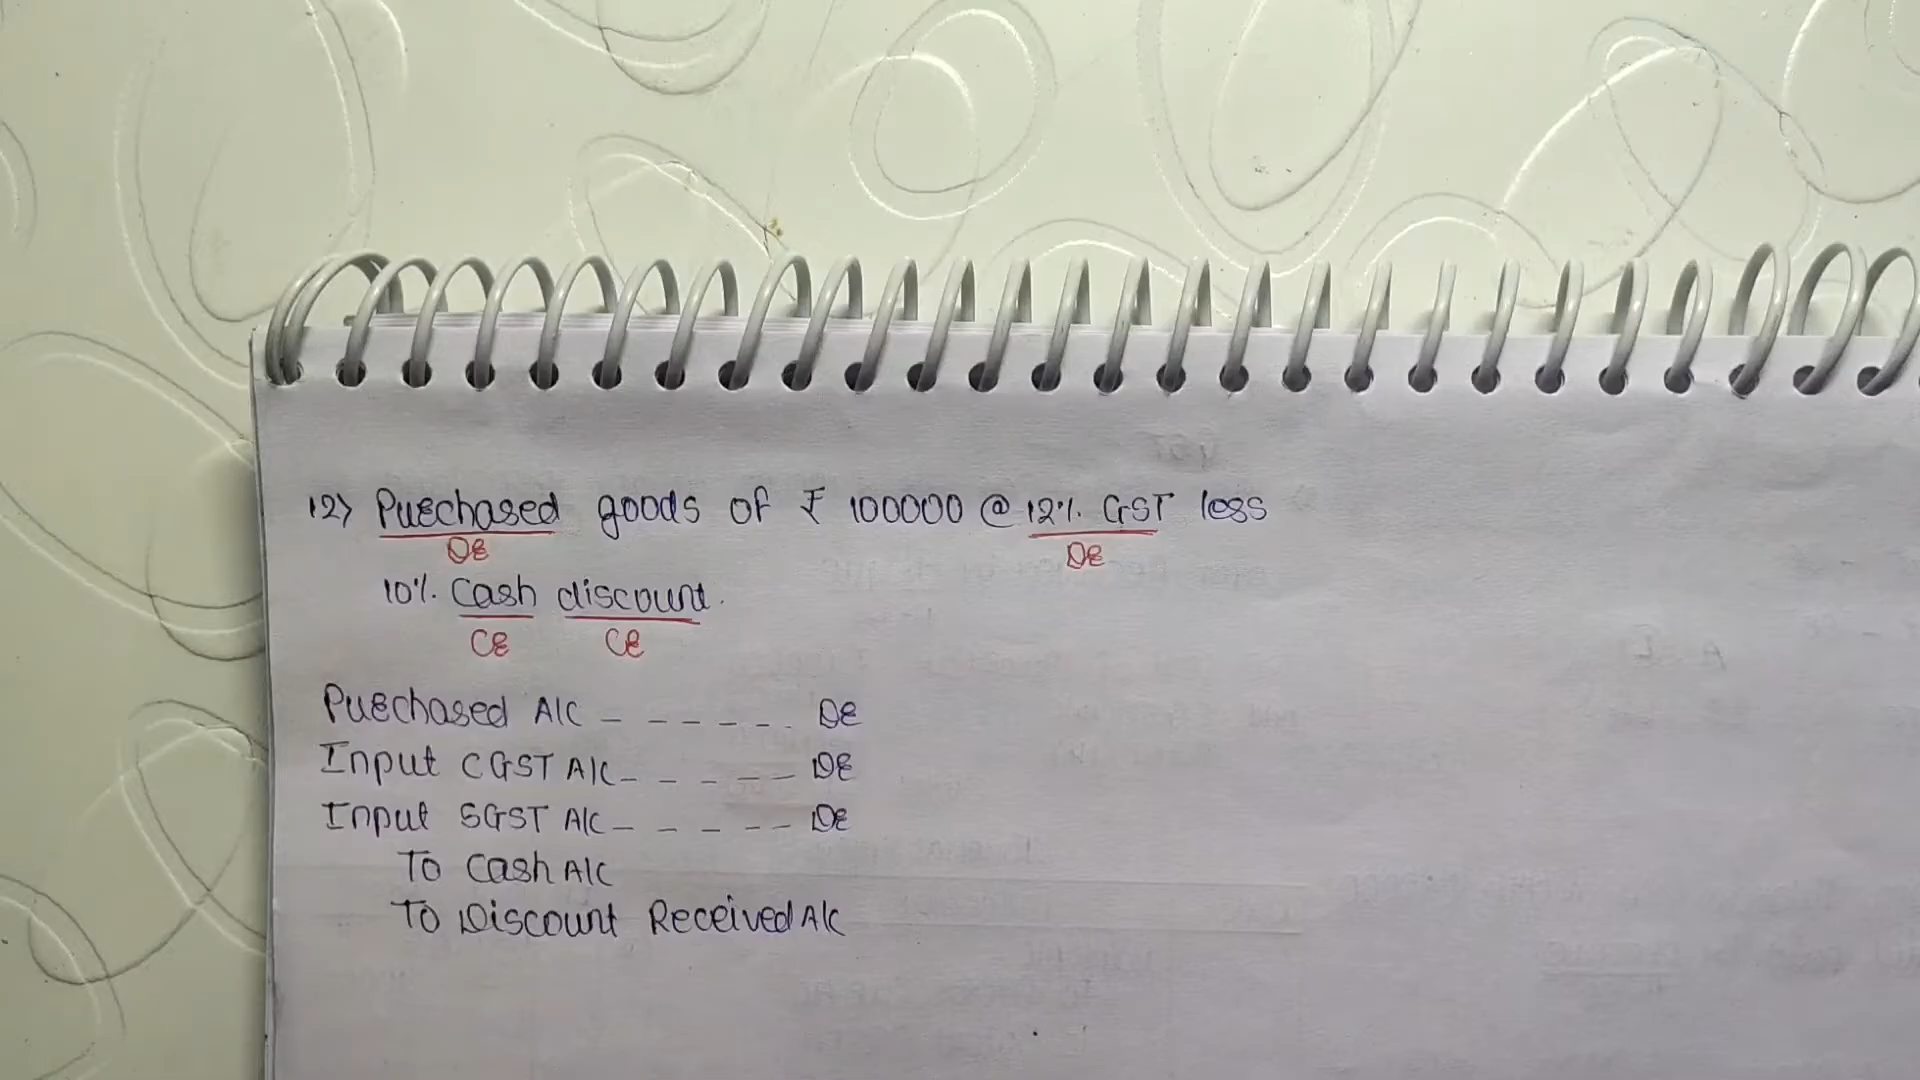 12) Purchased goods of ₹ 100000 @ 12% GST less
Dr Dr
10% Cash discount.
Cr Cr
Purchased A/C ------ Dr
Input CGST A/C ----- Dr
Input SGST A/C ----- Dr
To Cash A/C
To Discount Received A/C